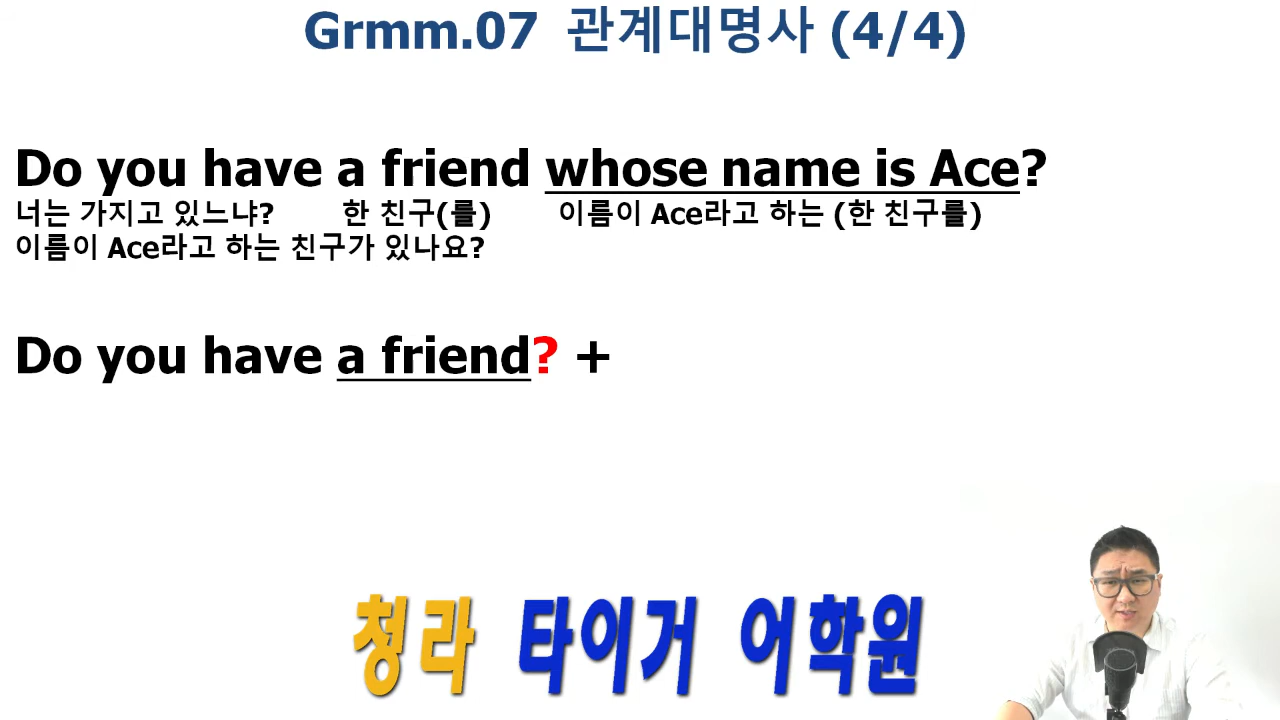 Grmm.07 관계대명사 (4/4)
Do you have a friend whose name is Ace?
너는 가지고 있느냐? 한 친구(를) 이름이 Ace라고 하는 (한 친구를)
이름이 Ace라고 하는 친구가 있나요?
Do you have a friend? +
청라 타이거 어학원